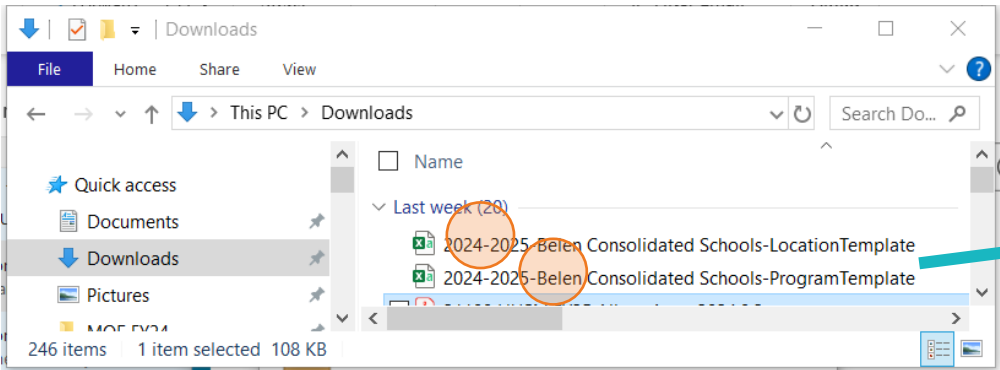 Downloads
File Home Share View
This PC > Downloads
Search Do...
Name
Quick access
Last week (20)
Documents
2024-2025-Belen Consolidated Schools-LocationTemplate
Downloads
2024-2025-Belen Consolidated Schools-ProgramTemplate
Pictures
MOE FY24
246 items 1 item selected 108 KB